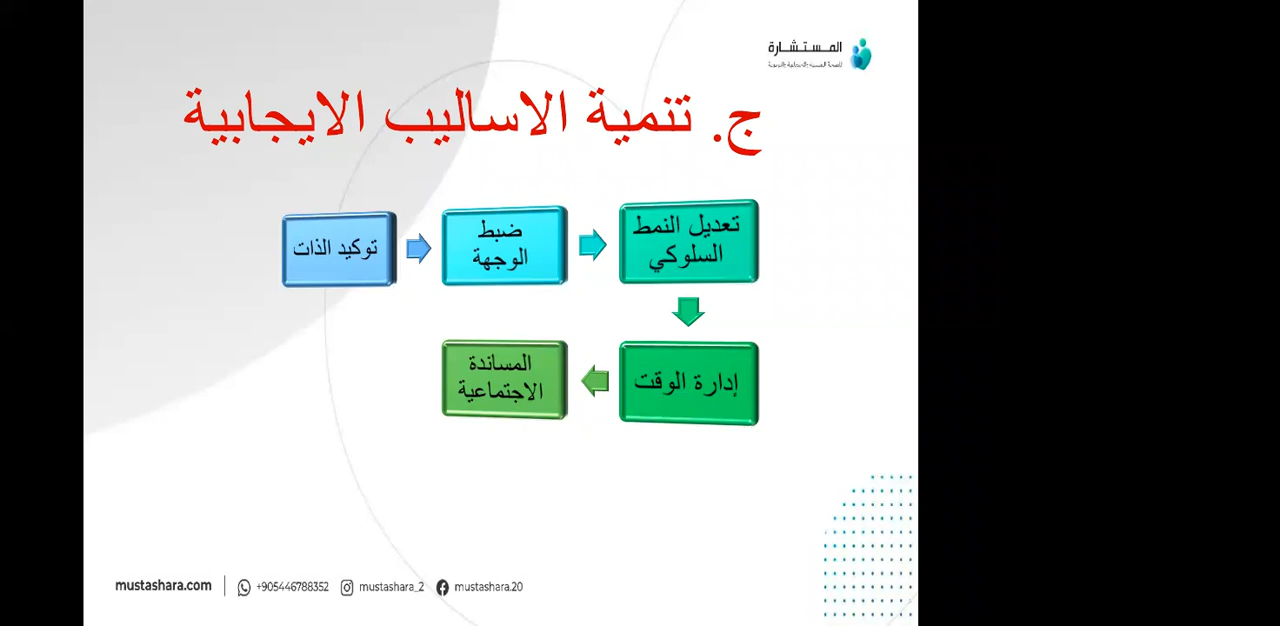 المستشارة
ج. تنمية الاساليب الايجابية
توكيد الذات
ضبط
الوجهة
تعديل النمط
السلوكي
إدارة الوقت
المساندة
الاجتماعية
mustashara.com
+905446788352
mustashara_2
mustashara.20